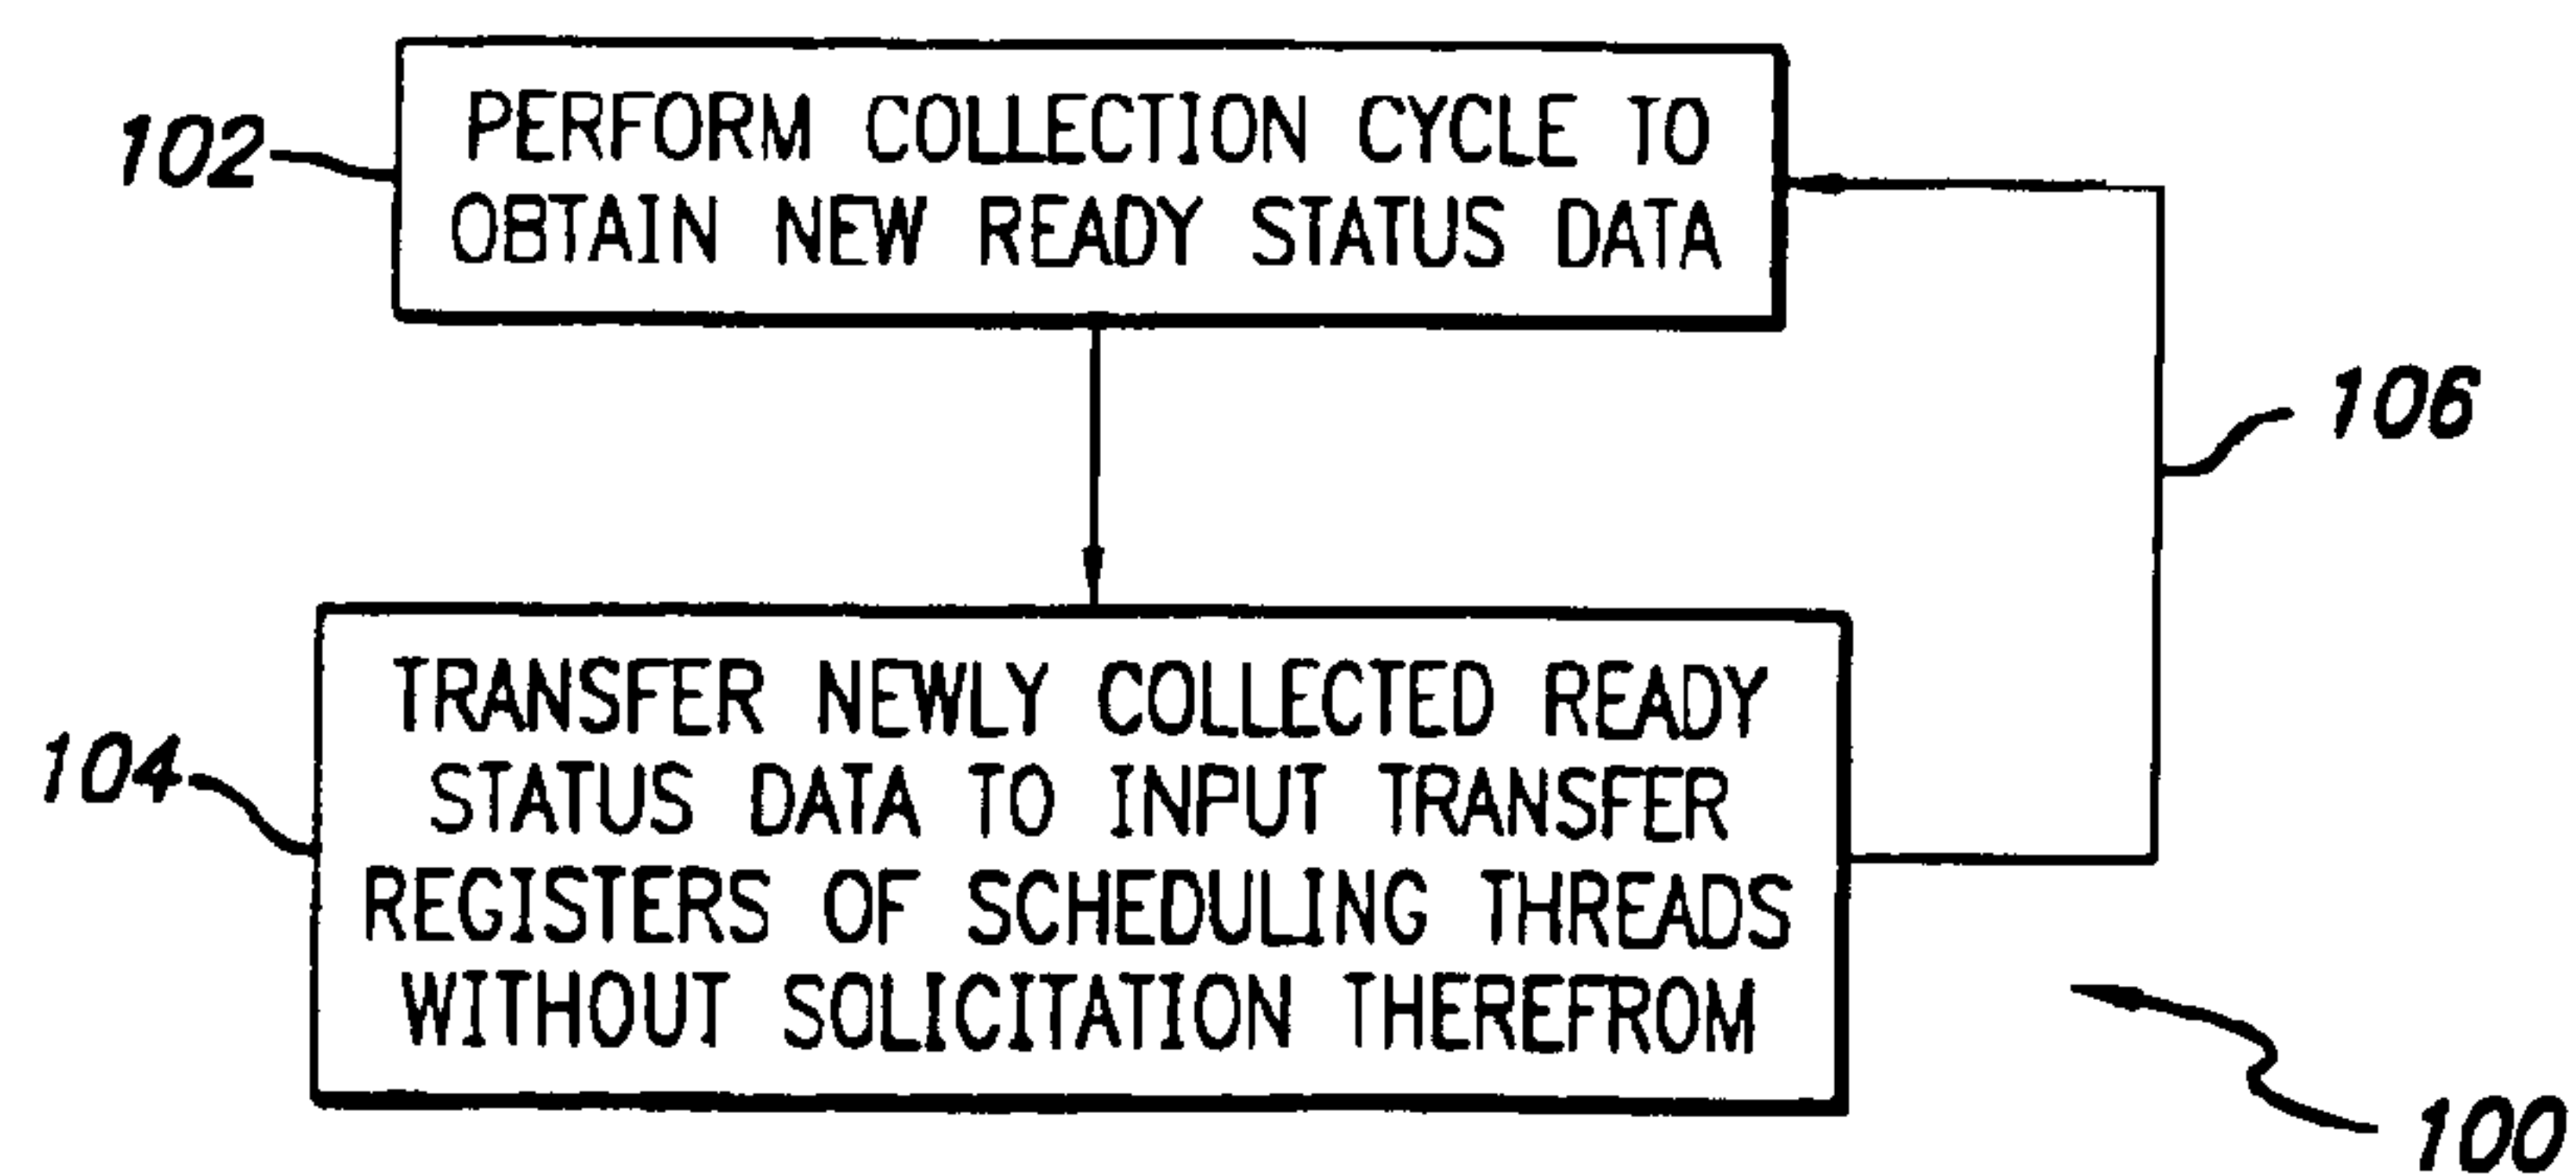 102
PERFORM COLLECTION CYCLE TO
OBTAIN NEW READY STATUS DATA
106
104
TRANSFER NEWLY COLLECTED READY
STATUS DATA TO INPUT TRANSFER
REGISTERS OF SCHEDULING THREADS
WITHOUT SOLICITATION THEREFROM
100